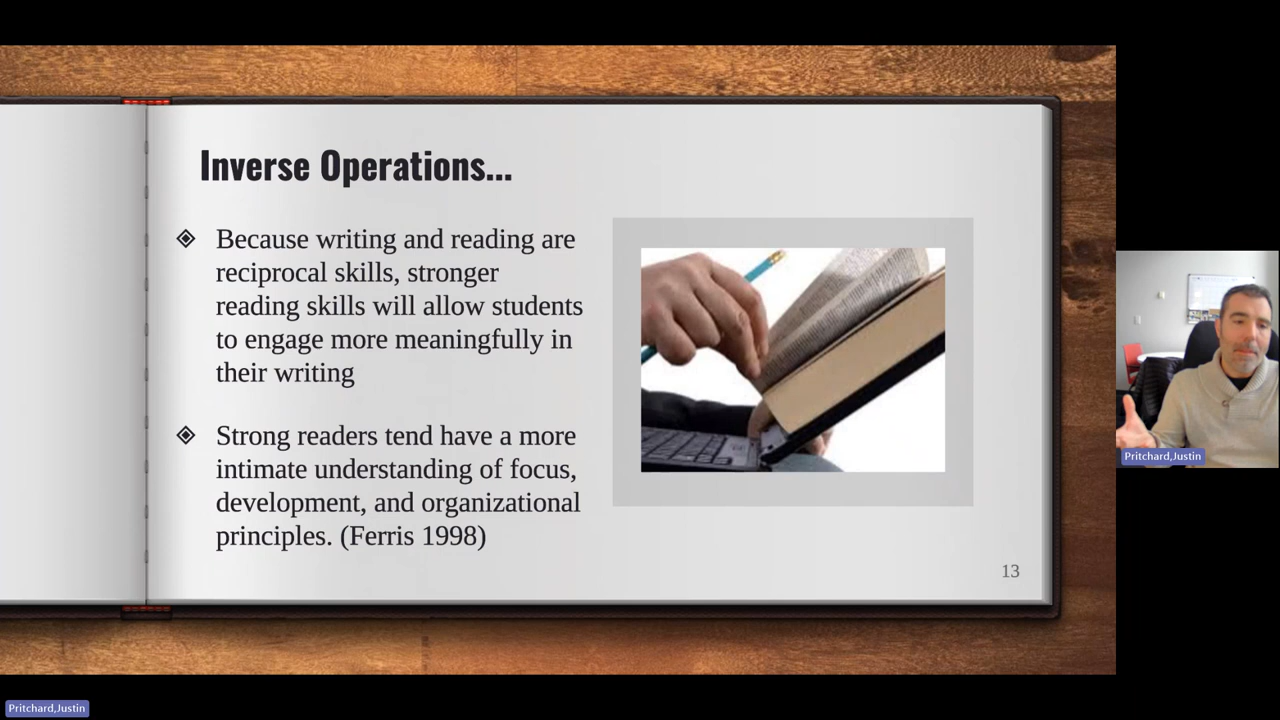 Inverse Operations...
Because writing and reading are
reciprocal skills, stronger
reading skills will allow students
to engage more meaningfully in
their writing
Strong readers tend have a more
intimate understanding of focus,
development, and organizational
principles. (Ferris 1998)
13
Pritchard,Justin
Pritchard,Justin